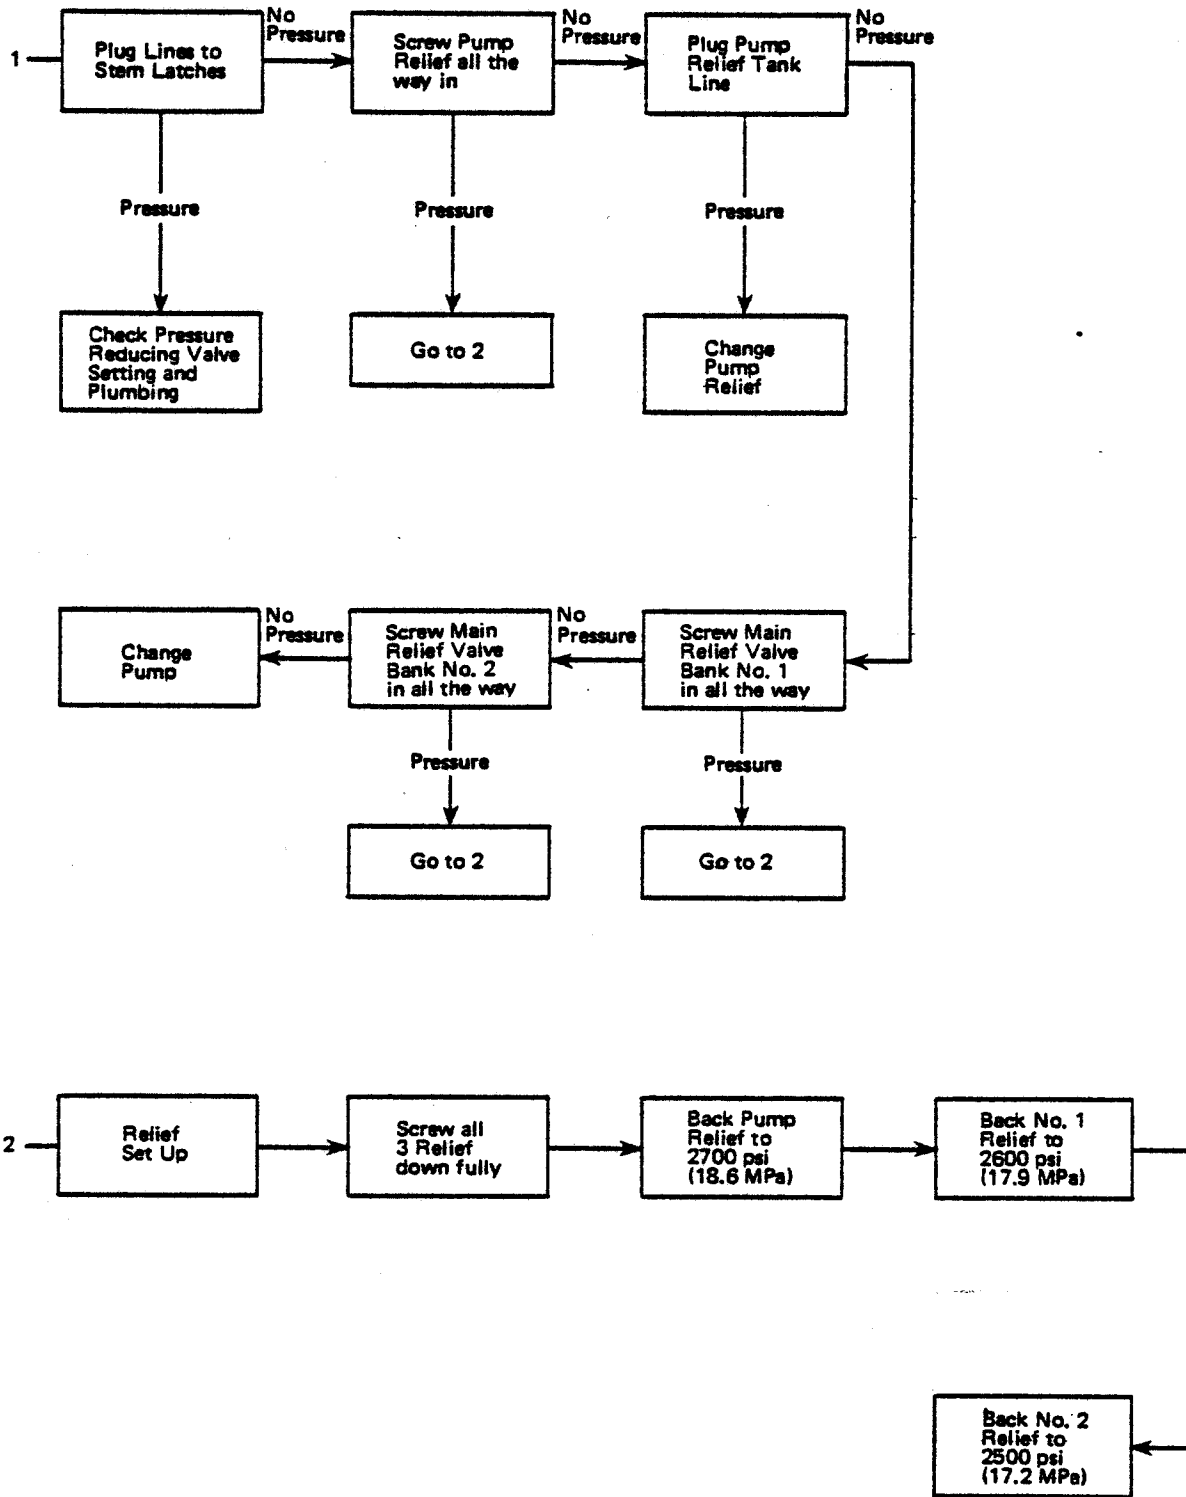 1
Plug Lines to
Stem Latches
No
Pressure
Screw Pump
Relief all the
way in
No
Pressure
Plug Pump
Relief Tank
Line
No
Pressure
Pressure
Pressure
Pressure
Check Pressure
Reducing Valve
Setting and
Plumbing
Go to 2
Change
Pump
Relief
Change
Pump
No
Pressure
Screw Main
Relief Valve
Bank No. 2
in all the way
No
Pressure
Screw Main
Relief Valve
Bank No. 1
in all the way
Pressure
Pressure
Go to 2
Go to 2
2
Relief
Set Up
Screw all
3 Relief
down fully
Back Pump
Relief to
2700 psi
(18.6 MPa)
Back No. 1
Relief to
2600 psi
(17.9 MPa)
Back No. 2
Relief to
2500 psi
(17.2 MPa)